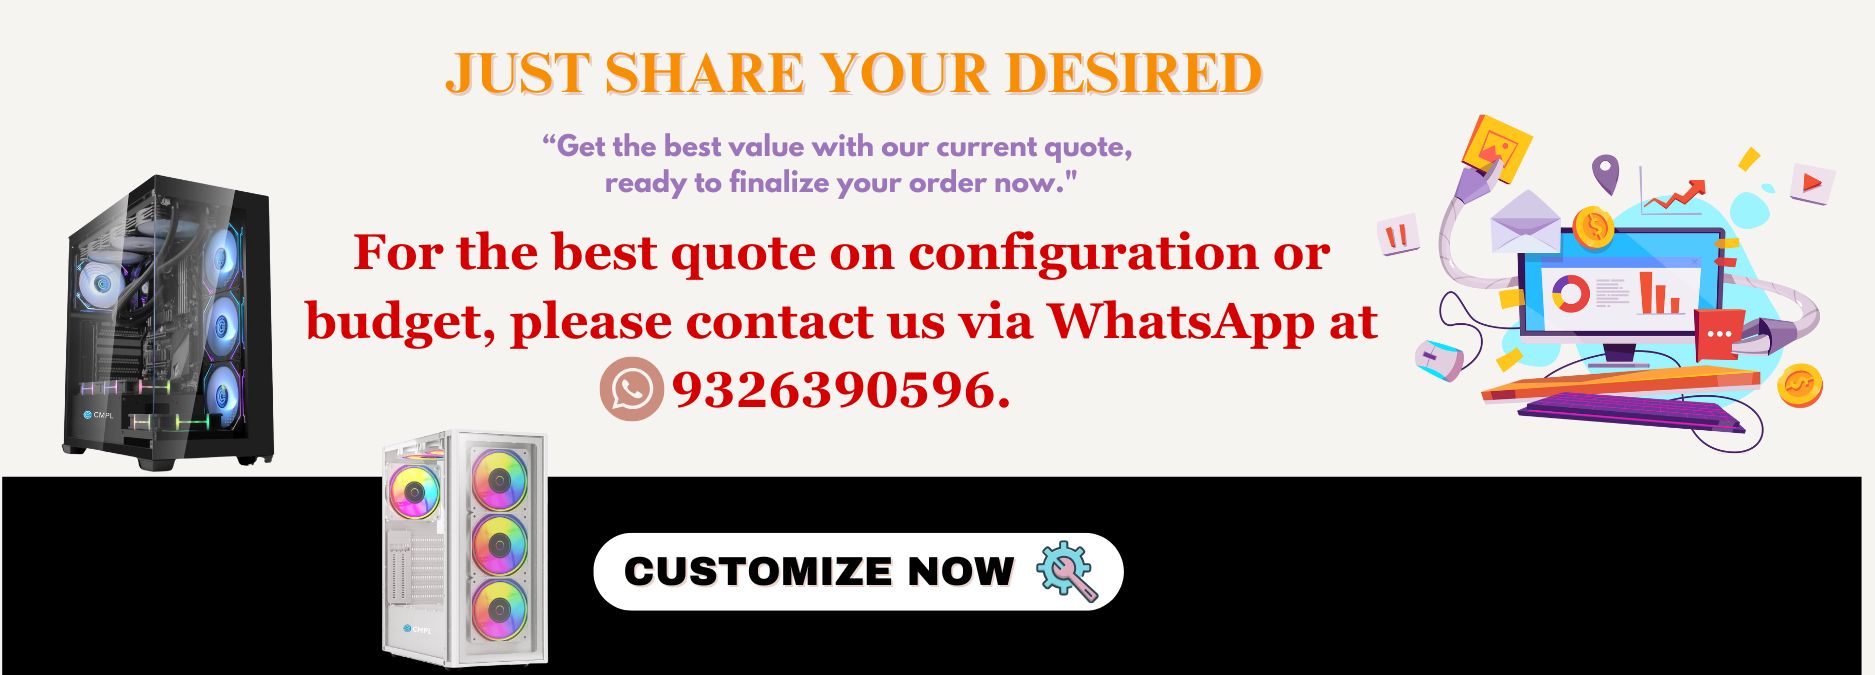 JUST SHARE YOUR DESIRED
“Get the best value with our current quote,
ready to finalize your order now."
For the best quote on configuration or
budget, please contact us via WhatsApp at
9326390596.
CMPL
CMPL
CUSTOMIZE NOW